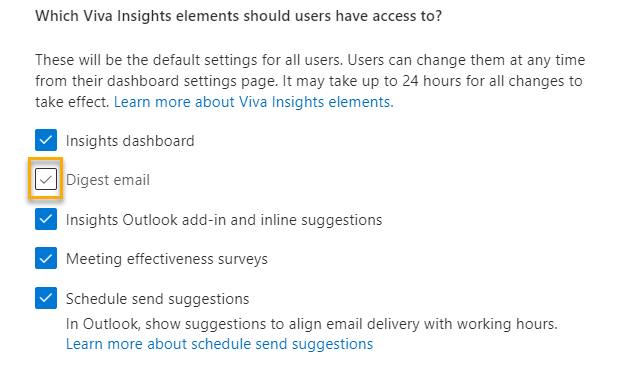 Which Viva Insights elements should users have access to?
These will be the default settings for all users. Users can change them at any time
from their dashboard settings page. It may take up to 24 hours for all changes to
take effect. Learn more about Viva Insights elements.
Insights dashboard
Digest email
Insights Outlook add-in and inline suggestions
Meeting effectiveness surveys
Schedule send suggestions
In Outlook, show suggestions to align email delivery with working hours.
Learn more about schedule send suggestions